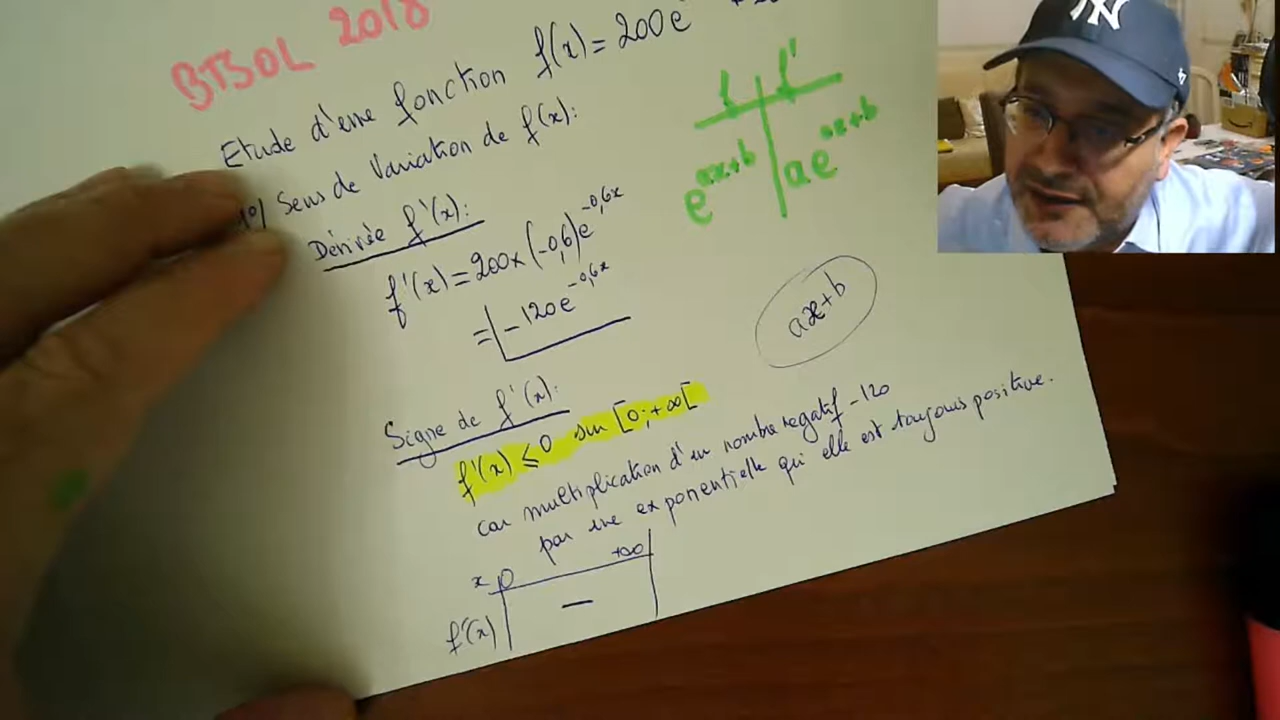 BTSOL 2018
Etude d'une fonction f(x) = 200e
1°/ Sens de Variation de f(x):
Dérivée f'(x):
f'(x) = 200x(-0,6)e^-0,6x
= -120e^-0,6x
Signe de f'(x):
f'(x) ≤ 0 sur [0;+∞[
car multiplication d'un nombre negatif -120
par une exponentielle qui elle est toujours positive.
x 0 +∞
f'(x) —
f f'
e^ax+b ae^ax+b
ax+b
NY